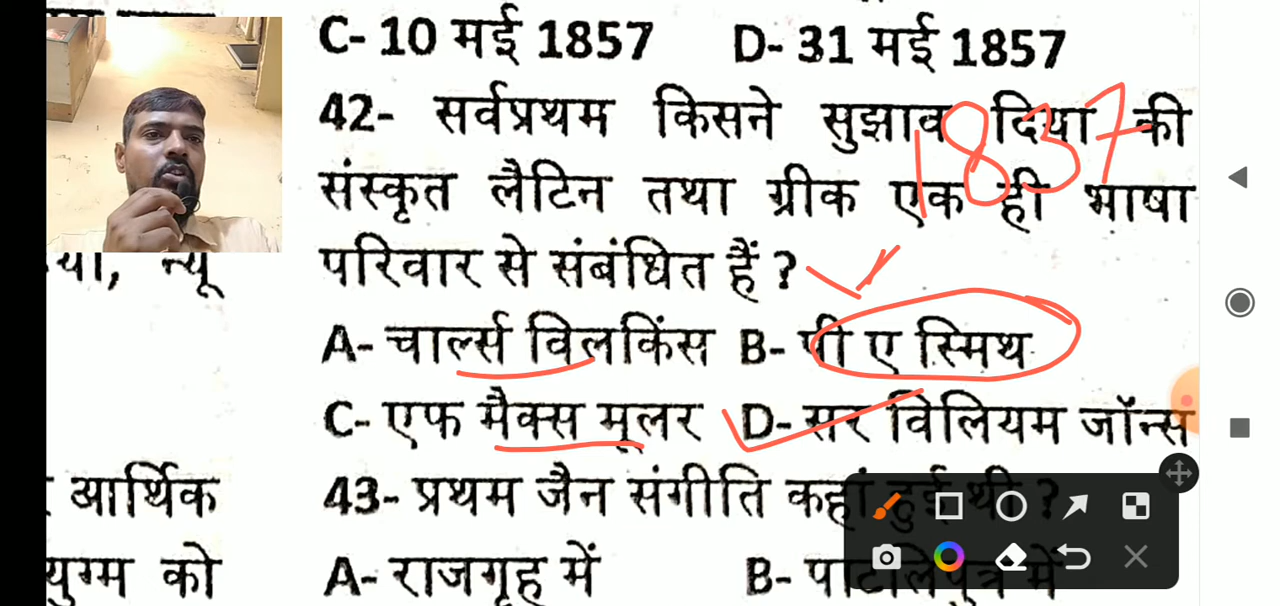 C- 10 मई 1857 D- 31 मई 1857
42- सर्वप्रथम किसने सुझाव दिया की
1837
संस्कृत लैटिन तथा ग्रीक एक ही भाषा
परिवार से संबंधित हैं ?
A- चार्ल्स विलकिंस B- पी ए स्मिथ
C- एफ मैक्स मूलर D- सर विलियम जॉन्स
43- प्रथम जैन संगीति कहां हुई थी ?
A- राजगृह में B- पाटलिपुत्र में
न्यू
आर्थिक
युग्म को